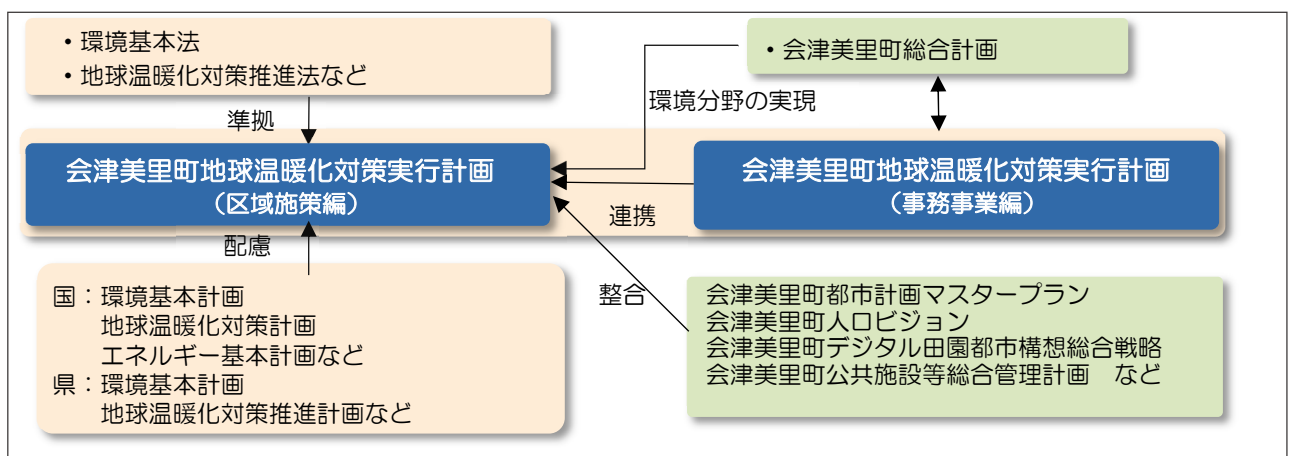 ・環境基本法
・地球温暖化対策推進法など
・会津美里町総合計画
準拠
環境分野の実現
会津美里町地球温暖化対策実行計画
（区域施策編）
会津美里町地球温暖化対策実行計画
（事務事業編）
連携
配慮
国：環境基本計画
地球温暖化対策計画
エネルギー基本計画など
県：環境基本計画
地球温暖化対策推進計画など
整合
会津美里町都市計画マスタープラン
会津美里町人口ビジョン
会津美里町デジタル田園都市構想総合戦略
会津美里町公共施設等総合管理計画　など